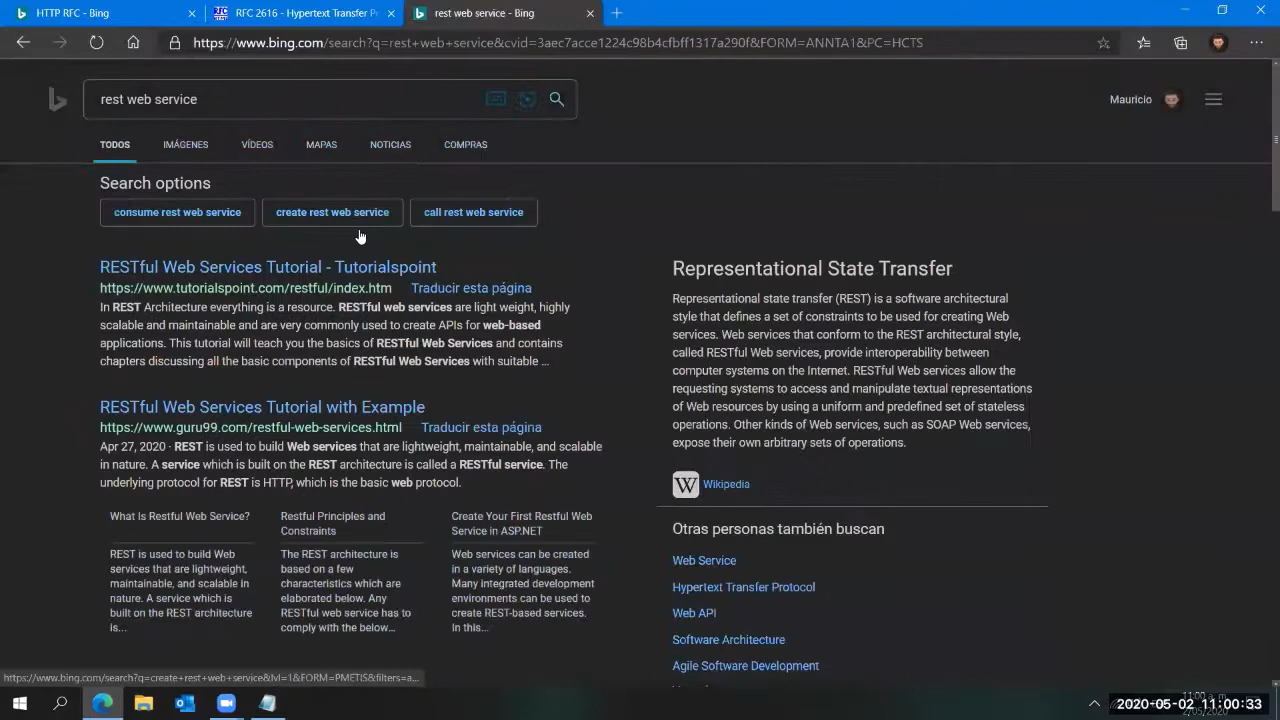 HTTP RFC - Bing
RFC 2616 - Hypertext Transfer P
rest web service - Bing
https://www.bing.com/search?q=rest+web+service&cvid=3aec7acce1224c98b4cfbff1317a290f&FORM=ANNTA1&PC=HCTS
rest web service
Mauricio
TODOS
IMÁGENES
VÍDEOS
MAPAS
NOTICIAS
COMPRAS
Search options
consume rest web service
create rest web service
call rest web service
RESTful Web Services Tutorial - Tutorialspoint
https://www.tutorialspoint.com/restful/index.htm Traducir esta página
In REST Architecture everything is a resource. RESTful web services are light weight, highly
scalable and maintainable and are very commonly used to create APIs for web-based
applications. This tutorial will teach you the basics of RESTful Web Services and contains
chapters discussing all the basic components of RESTful Web Services with suitable ...
RESTful Web Services Tutorial with Example
https://www.guru99.com/restful-web-services.html Traducir esta página
Apr 27, 2020 · REST is used to build Web services that are lightweight, maintainable, and scalable
in nature. A service which is built on the REST architecture is called a RESTful service. The
underlying protocol for REST is HTTP, which is the basic web protocol.
What Is Restful Web Service?
REST is used to build Web
services that are lightweight,
maintainable, and scalable in
nature. A service which is
built on the REST architecture
is...
Restful Principles and
Constraints
The REST architecture is
based on a few
characteristics which are
elaborated below. Any
RESTful web service has to
comply with the below...
Create Your First Restful Web
Service in ASP.NET
Web services can be created
in a variety of languages.
Many integrated development
environments can be used to
create REST-based services.
In this...
Representational State Transfer
Representational state transfer (REST) is a software architectural
style that defines a set of constraints to be used for creating Web
services. Web services that conform to the REST architectural style,
called RESTful Web services, provide interoperability between
computer systems on the Internet. RESTful Web services allow the
requesting systems to access and manipulate textual representations
of Web resources by using a uniform and predefined set of stateless
operations. Other kinds of Web services, such as SOAP Web services,
expose their own arbitrary sets of operations.
W Wikipedia
Otras personas también buscan
Web Service
Hypertext Transfer Protocol
Web API
Software Architecture
Agile Software Development
https://www.bing.com/search?q=create+rest+web+service&lvl=1&FORM=PMETIS&filters=a...
11:00 a. m.
2020-05-02 11:00:33